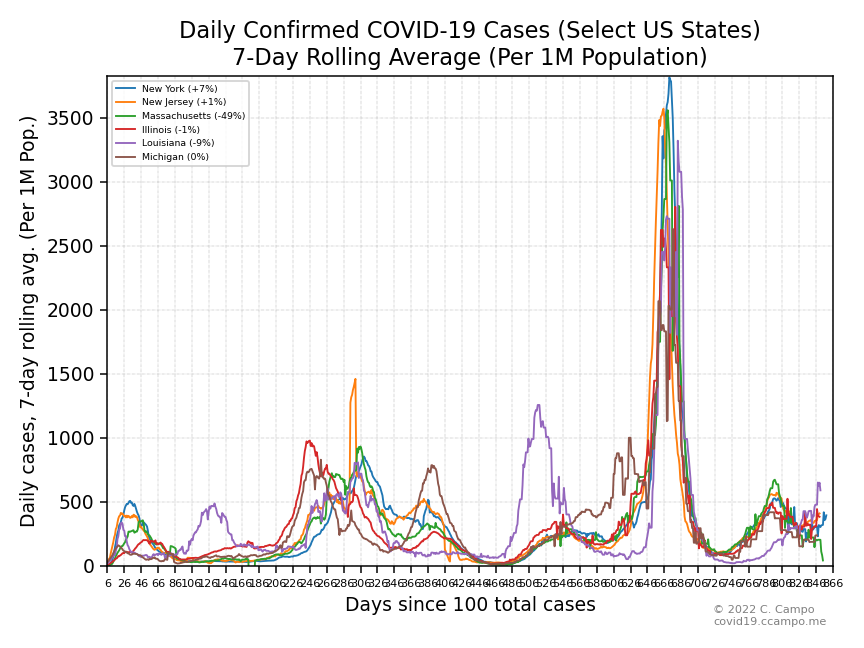 Daily Confirmed COVID-19 Cases (Select US States)
7-Day Rolling Average (Per 1M Population)
Daily cases, 7-day rolling avg. (Per 1M Pop.)
New York (+7%)
New Jersey (+1%)
Massachusetts (-49%)
Illinois (-1%)
Louisiana (-9%)
Michigan (0%)
3500
3000
2500
2000
1500
1000
500
0
6 26 46 66 86 106 126 146 166 186 206 226 246 266 286 306 326 346 366 386 406 426 446 466 486 506 526 546 566 586 606 626 646 666 686 706 726 746 766 786 806 826 846 866
Days since 100 total cases
© 2022 C. Campo
covid19.ccampo.me